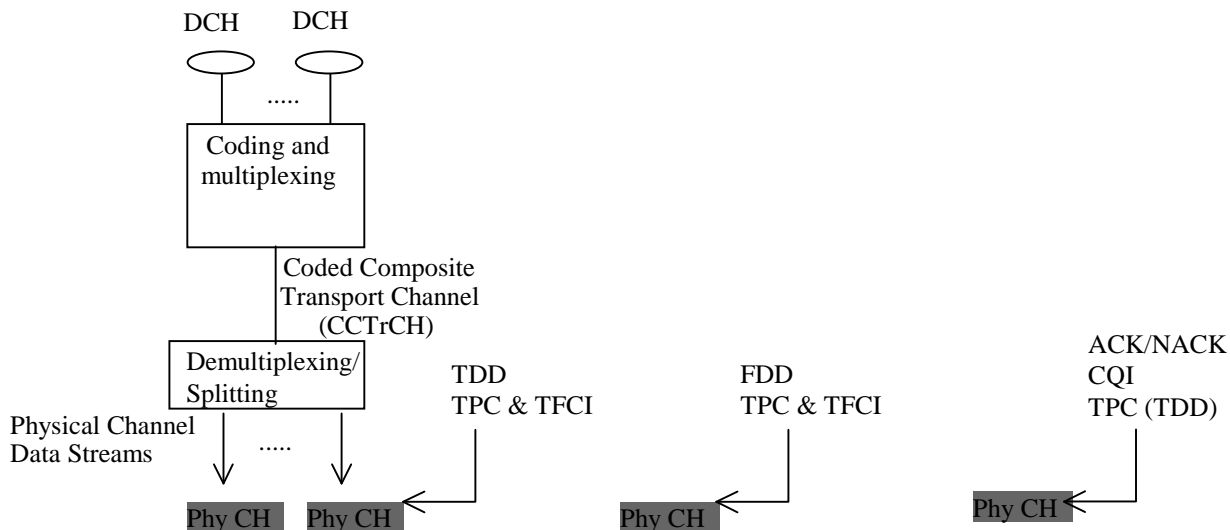 DCH DCH
.....
Coding and
multiplexing
Coded Composite
Transport Channel
(CCTrCH)
Demultiplexing/
Splitting
Physical Channel
Data Streams
.....
TDD
TPC & TFCI
FDD
TPC & TFCI
ACK/NACK
CQI
TPC (TDD)
Phy CH Phy CH Phy CH Phy CH